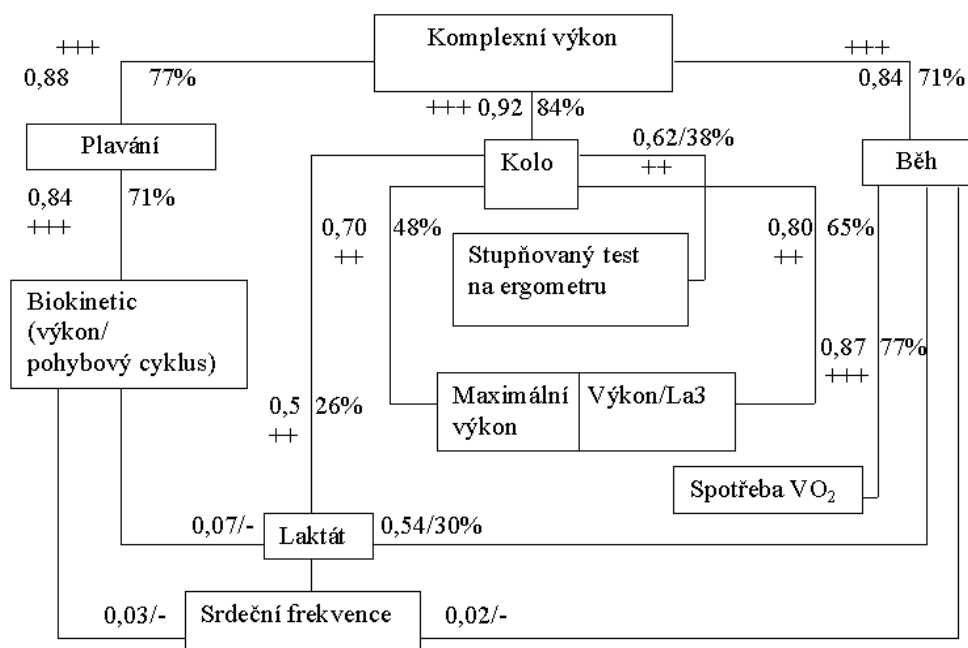 Komplexní výkon
+++
0,88 77%
+++
0,84 71%
+++ 0,92 84%
Plavání
Kolo
Běh
0,62/38%
++
0,84 71%
+++
0,70 48%
++
0,80 65%
++
Stupňovaný test
na ergometru
Biokinetic
(výkon/
pohybový cyklus)
0,87 77%
+++
0,5 26%
++
Maximální
výkon
Výkon/La3
Spotřeba VO₂
0,07/-
Laktát
0,54/30%
0,03/-
Srdeční frekvence
0,02/-